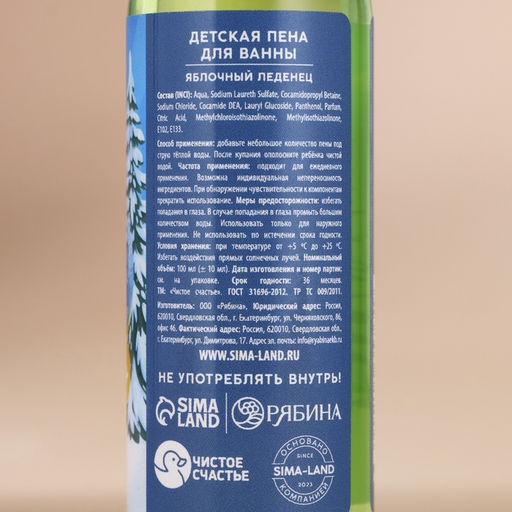 ДЕТСКАЯ ПЕНА
ДЛЯ ВАННЫ
ЯБЛОЧНЫЙ ЛЕДЕНЕЦ
Состав (INCI): Aqua, Sodium Laureth Sulfate, Cocamidopropyl Betaine,
Sodium Chloride, Cocamide DEA, Lauryl Glucoside, Panthenol, Parfum,
Citric Acid, Methylchloroisothiazolinone, Methylisothiazolinone,
E102, E133.
Способ применения: добавьте небольшое количество пены под
струю тёплой воды. После купания ополосните ребёнка чистой
водой. Частота применения: подходит для ежедневного
применения. Возможна индивидуальная непереносимость
ингредиентов. При обнаружении чувствительности к компонентам
прекратить использование. Меры предосторожности: избегать
попадания в глаза. В случае попадания в глаза промыть большим
количеством воды. Использовать только для наружного
применения. Не использовать по истечении срока годности.
Условия хранения: при температуре от +5 °C до +25 °C.
Избегать воздействия прямых солнечных лучей. Номинальный
объём: 100 мл (± 10 мл). Дата изготовления и номер партии:
см. на упаковке. Срок годности: 36 месяцев.
ТМ: «Чистое счастье». ГОСТ 31696-2012. ТР ТС 009/2011.
Изготовитель: ООО «Рябина». Юридический адрес: Россия,
620010, Свердловская обл., г. Екатеринбург, ул. Черняховского, 86,
офис 46. Фактический адрес: Россия, 620010, Свердловская обл.,
г. Екатеринбург, ул. Димитрова, 17. Адрес эл. почты: info@ryabinaekb.ru
WWW.SIMA-LAND.RU
НЕ УПОТРЕБЛЯТЬ ВНУТРЬ!
SIMA LAND
РЯБИНА
ЧИСТОЕ
СЧАСТЬЕ
ОСНОВАНО
SINCE
SIMA-LAND
2023
КОМПАНИЕЙ